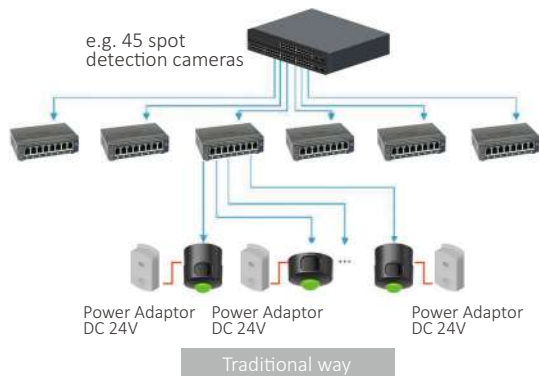 e.g. 45 spot
detection cameras
...
Power Adaptor
DC 24V
Power Adaptor
DC 24V
Power Adaptor
DC 24V
Traditional way